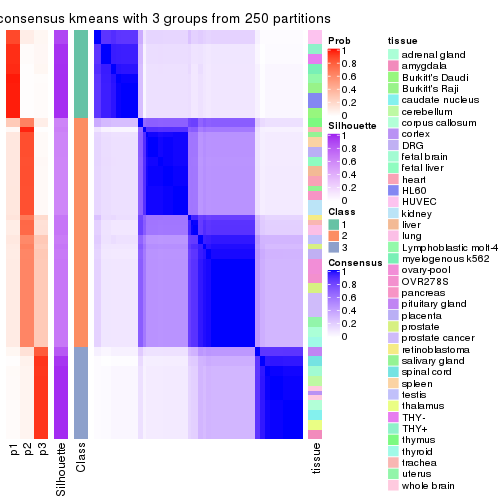 consensus kmeans with 3 groups from 250 partitions
Prob
1
0.8
0.6
0.4
0.2
0
Silhouette
1
0.8
0.6
0.4
0.2
0
Class
1
2
3
Consensus
1
0.8
0.6
0.4
0.2
0
tissue
adrenal gland
amygdala
Burkitt's Daudi
Burkitt's Raji
caudate nucleus
cerebellum
corpus callosum
cortex
DRG
fetal brain
fetal liver
heart
HL60
HUVEC
kidney
liver
lung
Lymphoblastic molt-4
myelogenous k562
ovary-pool
OVR278S
pancreas
pituitary gland
placenta
prostate
prostate cancer
retinoblastoma
salivary gland
spinal cord
spleen
testis
thalamus
THY-
THY+
thymus
thyroid
trachea
uterus
whole brain
p1
p2
p3
Silhouette
Class
tissue